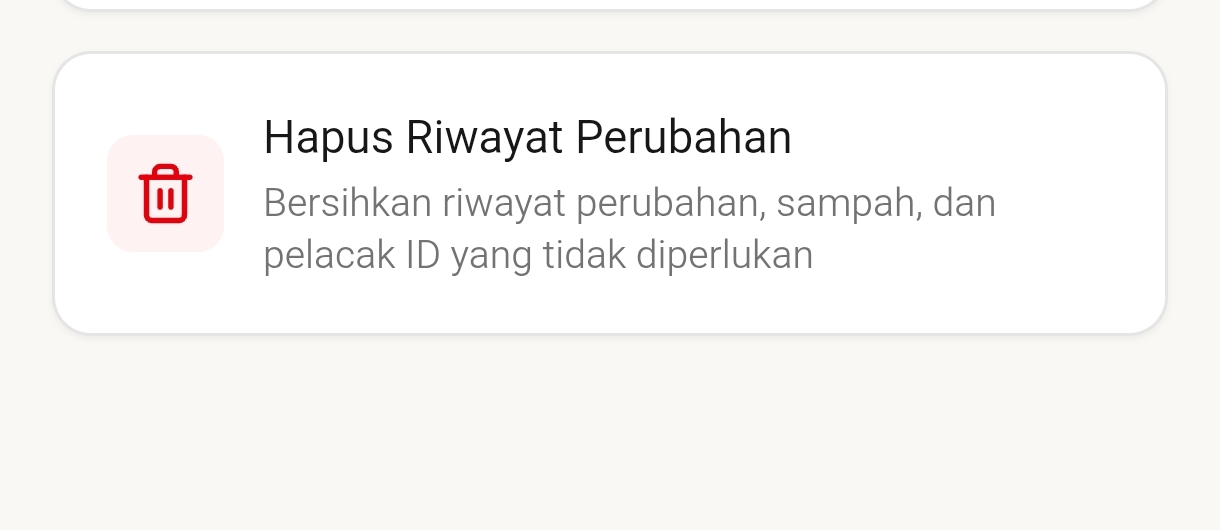 Hapus Riwayat Perubahan
Bersihkan riwayat perubahan, sampah, dan
pelacak ID yang tidak diperlukan